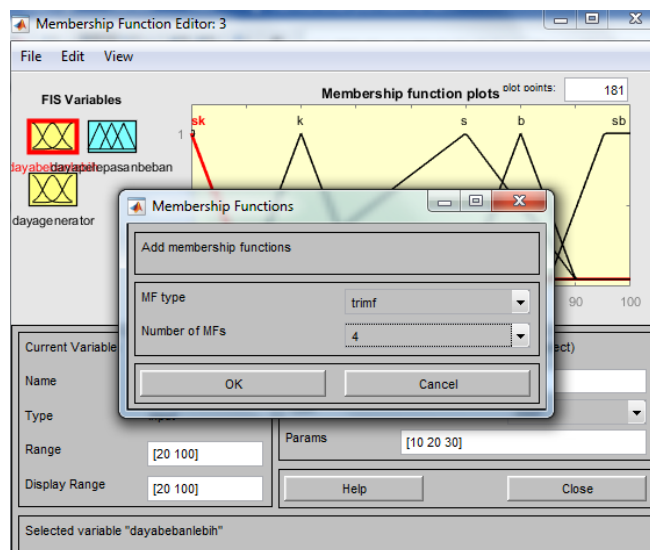 Membership Function Editor: 3
File Edit View
FIS Variables
Membership function plots
plot points:
181
sk k s b sb
1
dayagenerator
90 100
Membership Functions
Add membership functions
MF type
trimf
Number of MFs
4
OK
Cancel
Current Variable
Name
Type
Range
[20 100]
Display Range
[20 100]
Params
[10 20 30]
Help
Close
Selected variable "dayabebanlebih"